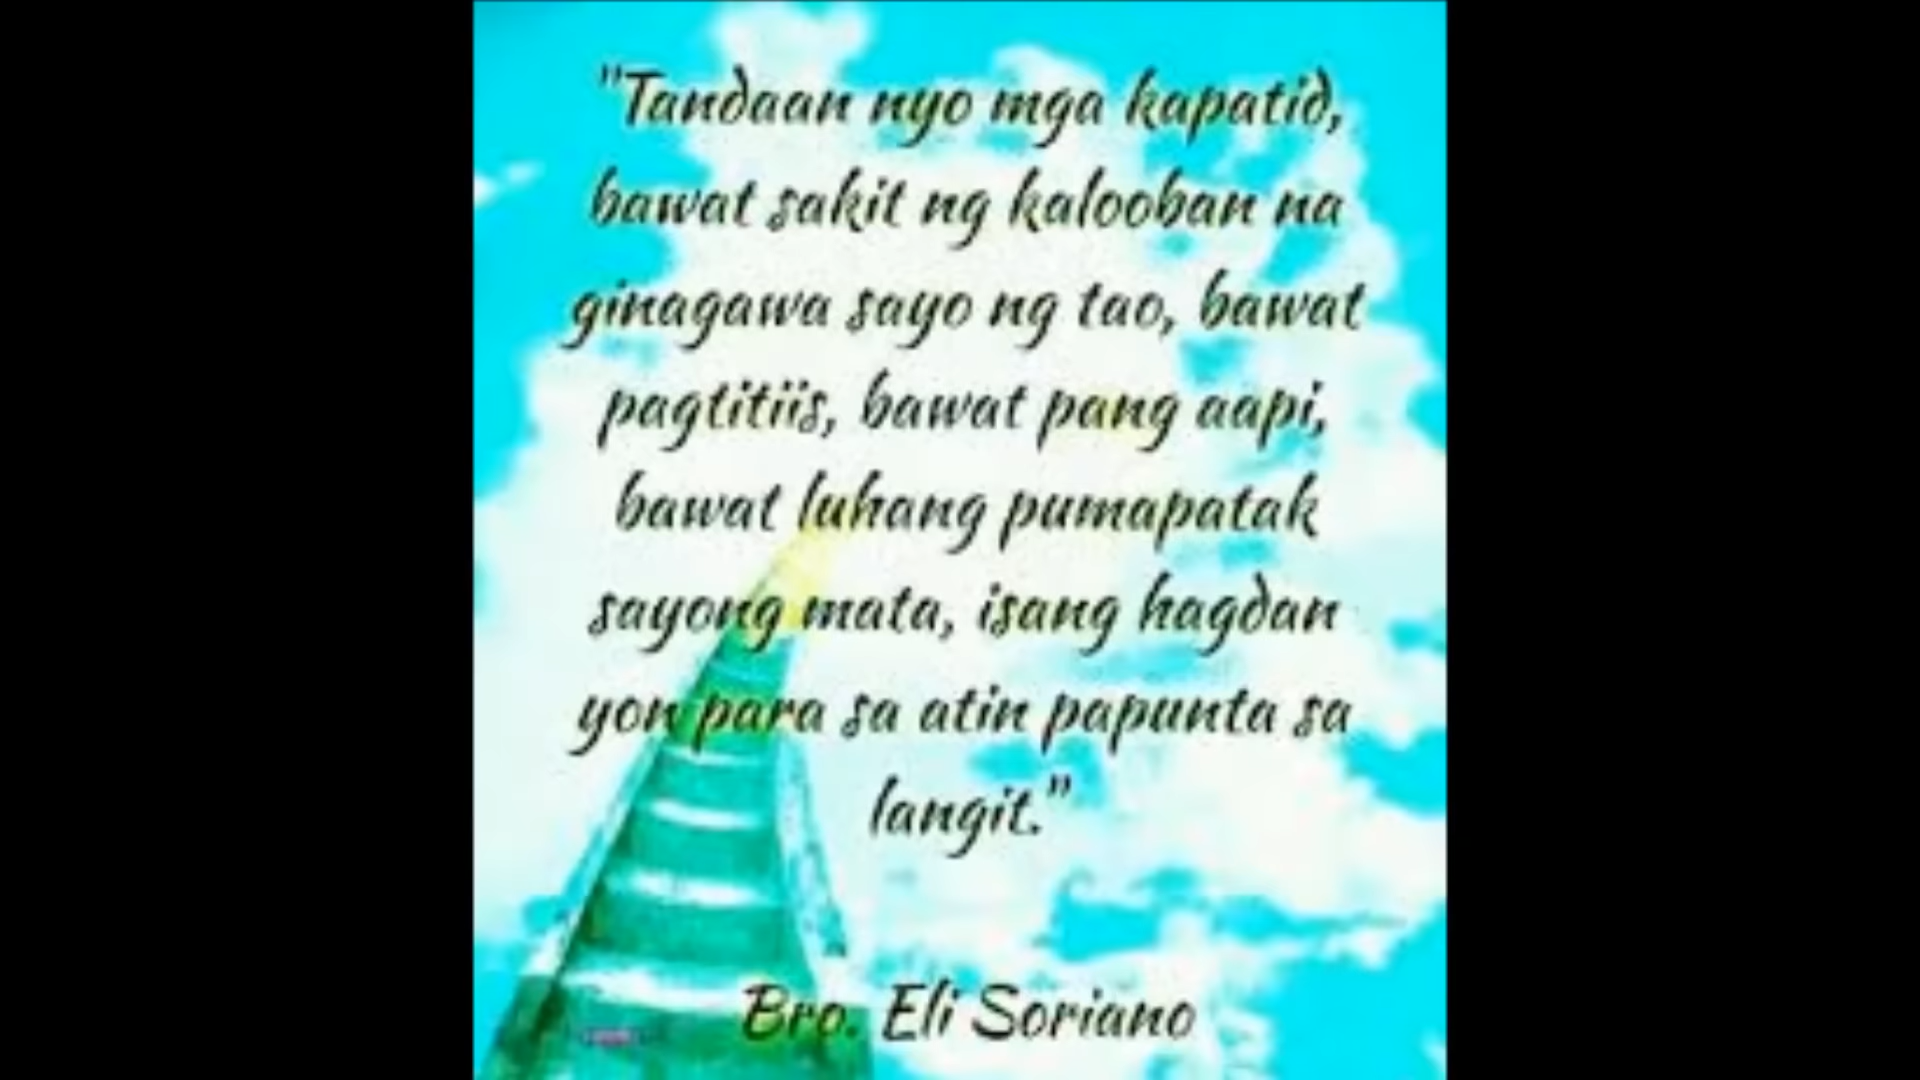 "Tandaan nyo mga kapatid,
bawat sakit ng kalooban na
ginagawa sayo ng tao, bawat
pagtitiis, bawat pang aapi,
bawat luhang pumapatak
sayong mata, isang hagdan
yon para sa atin papunta sa
langit."
Bro. Eli Soriano